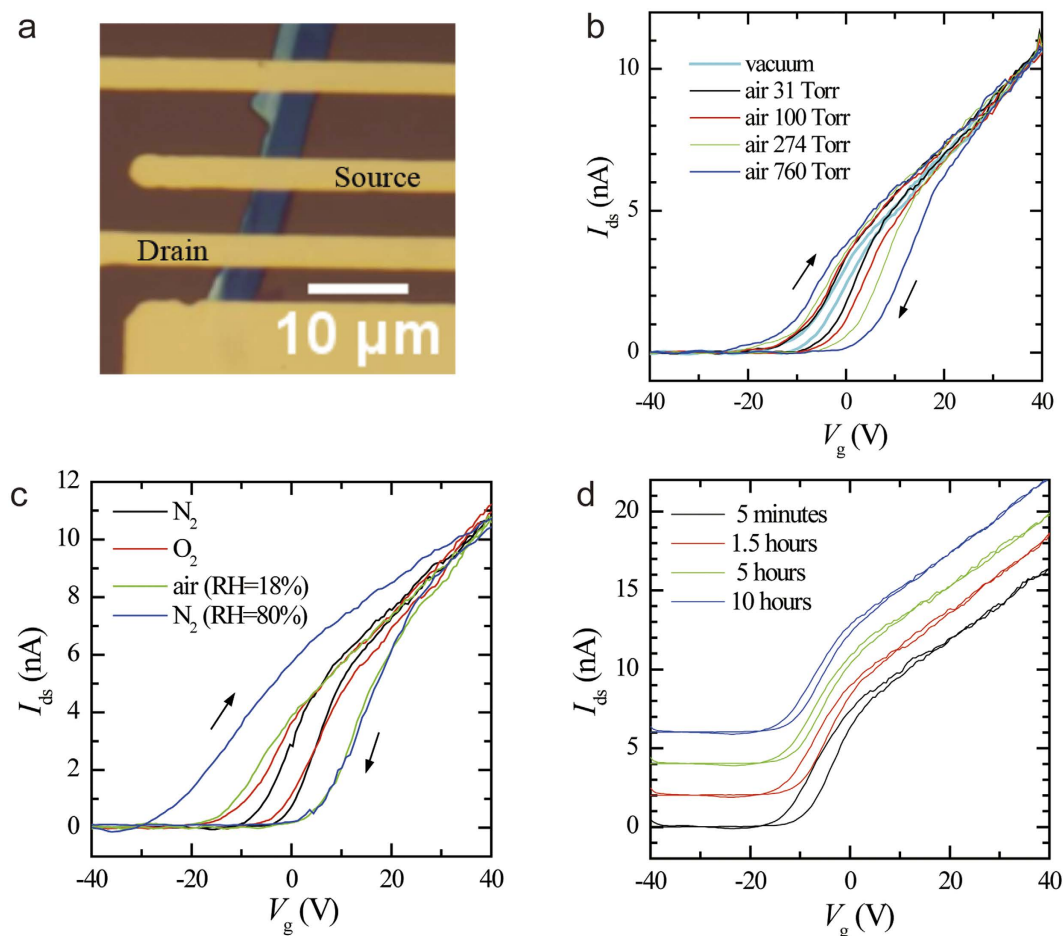 a
Source
Drain
10 μm
b
vacuum
air 31 Torr
air 100 Torr
air 274 Torr
air 760 Torr
10
5
0
-40
-20
0
20
40
I_ds (nA)
V_g (V)
c
N₂
O₂
air (RH=18%)
N₂ (RH=80%)
12
10
8
6
4
2
0
-40
-20
0
20
40
I_ds (nA)
V_g (V)
d
5 minutes
1.5 hours
5 hours
10 hours
20
15
10
5
0
-40
-20
0
20
40
I_ds (nA)
V_g (V)